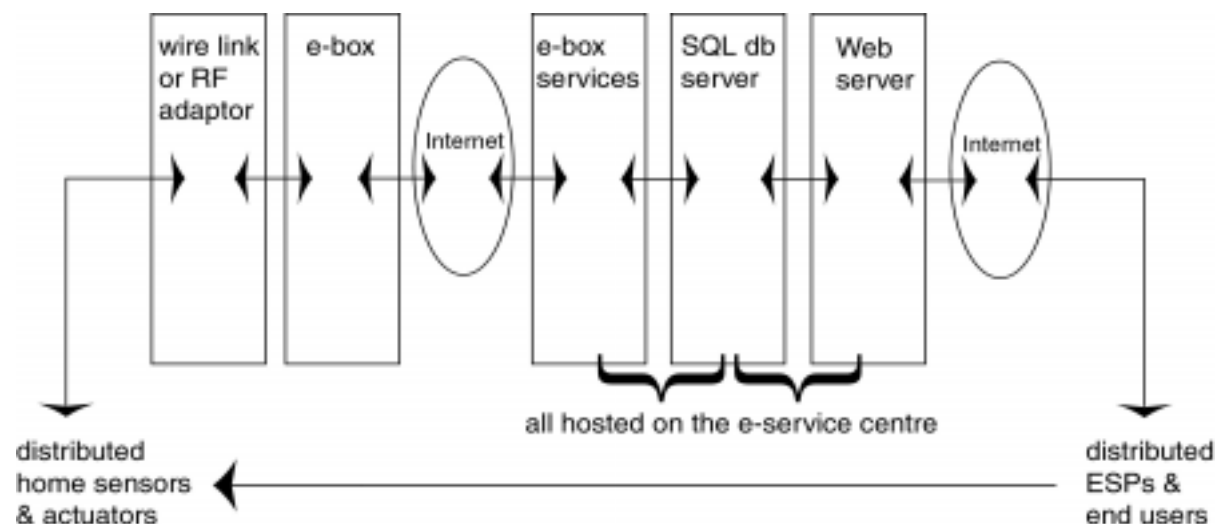 wire link
or RF
adaptor
e-box
Internet
e-box
services
SQL db
server
Web
server
Internet
all hosted on the e-service centre
distributed
home sensors
& actuators
distributed
ESPs &
end users